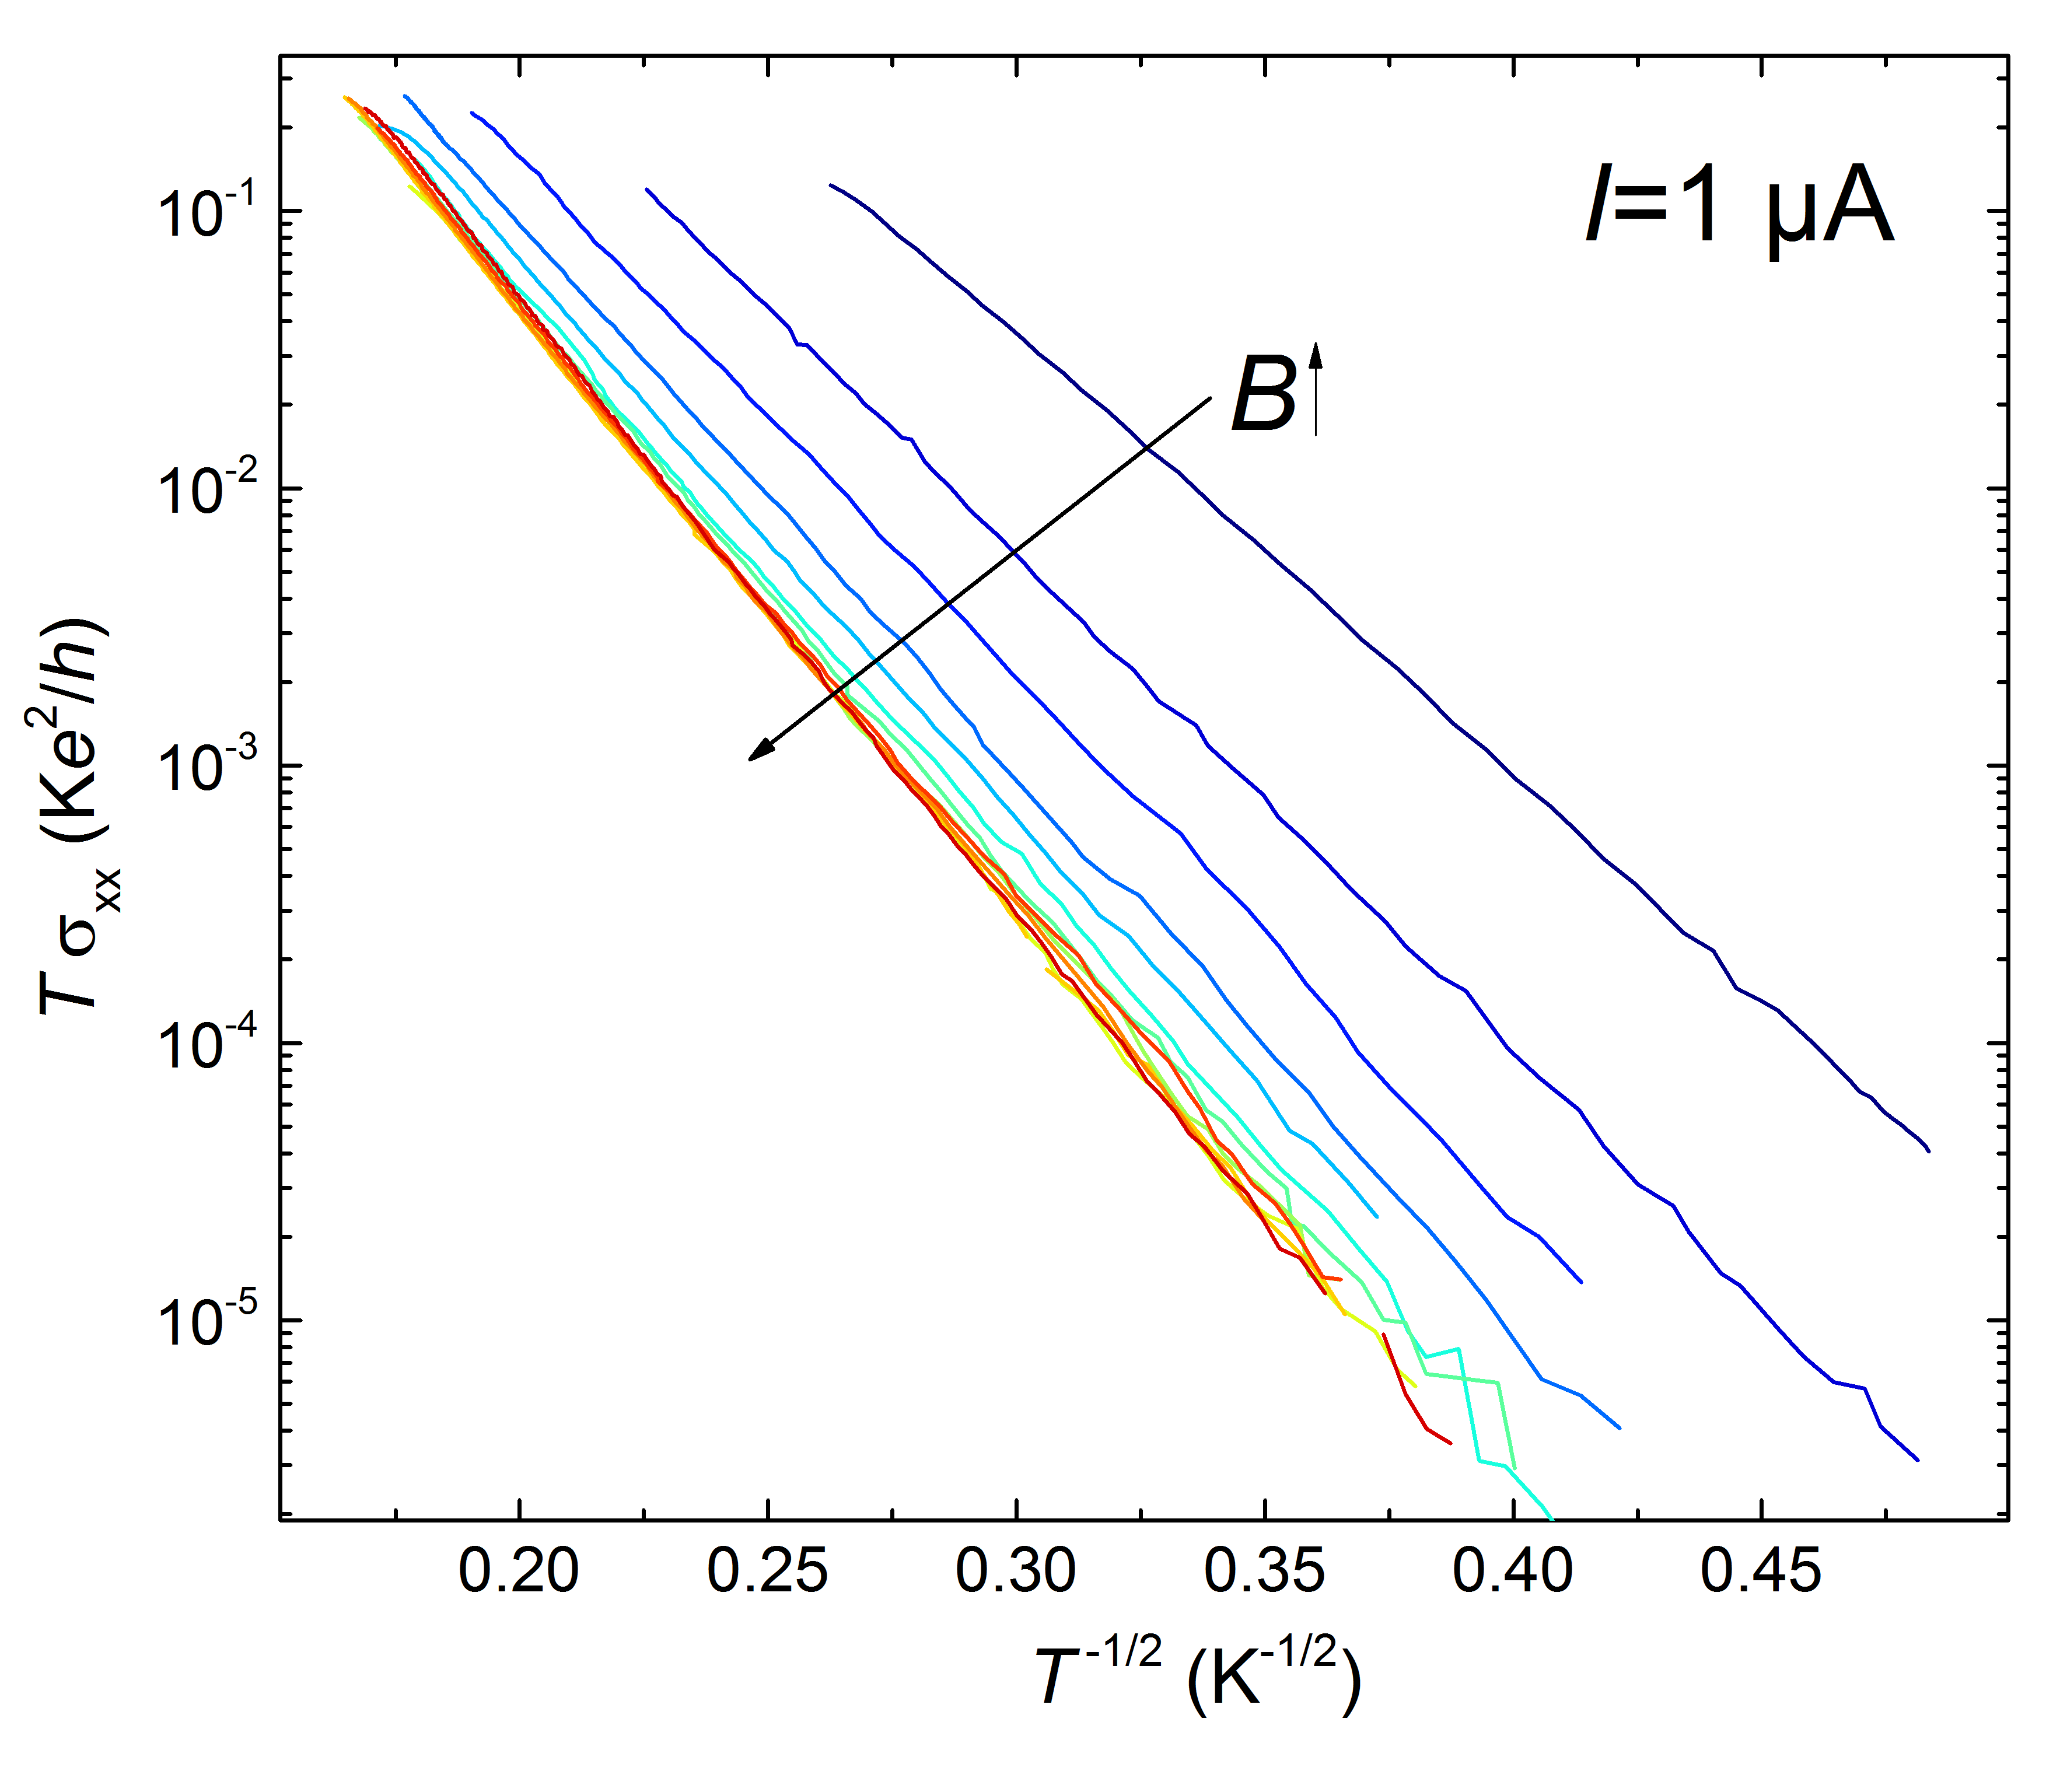 I=1 μA
B
10⁻¹
10⁻²
10⁻³
10⁻⁴
10⁻⁵
T σₓₓ (Ke²/h)
0.20 0.25 0.30 0.35 0.40 0.45
T⁻¹/² (K⁻¹/²)